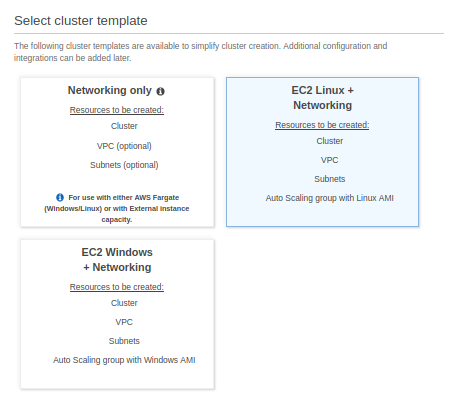 Select cluster template
The following cluster templates are available to simplify cluster creation. Additional configuration and
integrations can be added later.
Networking only
Resources to be created:
Cluster
VPC (optional)
Subnets (optional)
For use with either AWS Fargate
(Windows/Linux) or with External instance
capacity.
EC2 Linux +
Networking
Resources to be created:
Cluster
VPC
Subnets
Auto Scaling group with Linux AMI
EC2 Windows
+ Networking
Resources to be created:
Cluster
VPC
Subnets
Auto Scaling group with Windows AMI